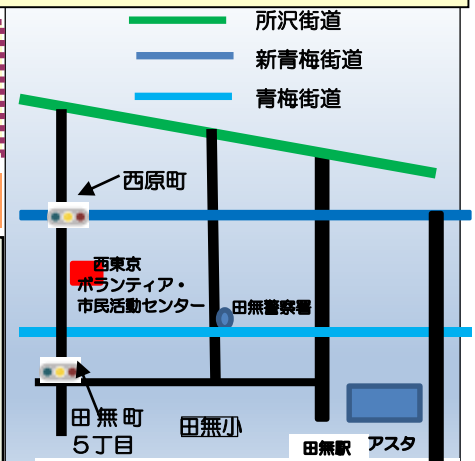 所沢街道
新青梅街道
青梅街道
西原町
西東京
ボランティア・
市民活動センター
田無警察署
田無町
5丁目
田無小
田無駅
アスタ